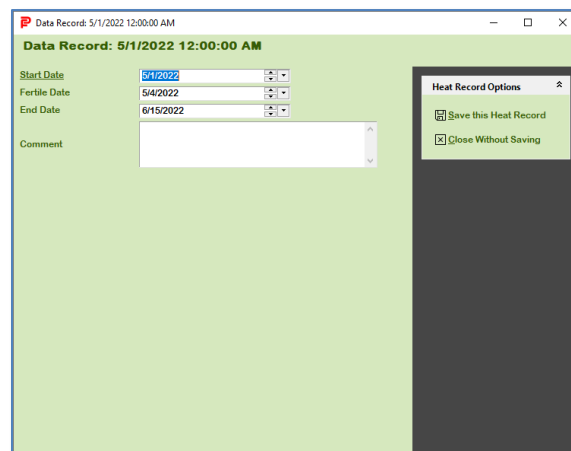 Data Record: 5/1/2022 12:00:00 AM
Data Record: 5/1/2022 12:00:00 AM
Start Date 5/1/2022
Fertile Date 5/4/2022
End Date 6/15/2022
Comment
Heat Record Options
Save this Heat Record
Close Without Saving